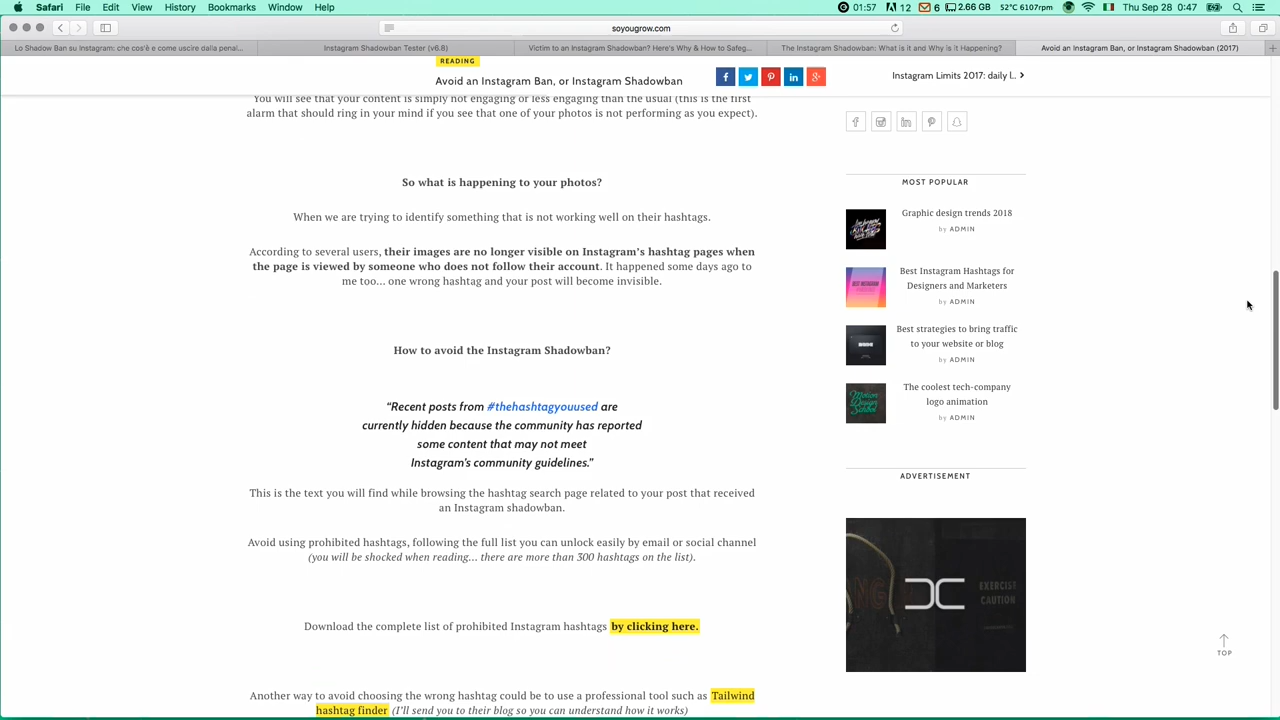 Safari File Edit View History Bookmarks Window Help 01:57 12 6 2.66 GB 52°C 6107rpm Thu Sep 28 0:47
soyougrow.com
Lo Shadow Ban su Instagram: che cos'è e come uscire dalla penai... Instagram Shadowban Tester (v6.8) Victim to an Instagram Shadowban? Here's Why & How to Safeg... The Instagram Shadowban: What is it and Why is it Happening? Avoid an Instagram Ban, or Instagram Shadowban (2017)
READING
Avoid an Instagram Ban, or Instagram Shadowban
Instagram Limits 2017: daily l..
You will see that your content is simply not engaging or less engaging than the usual (this is the first
alarm that should ring in your mind if you see that one of your photos is not performing as you expect).
So what is happening to your photos?
When we are trying to identify something that is not working well on their hashtags.
According to several users, their images are no longer visible on Instagram's hashtag pages when
the page is viewed by someone who does not follow their account. It happened some days ago to
me too... one wrong hashtag and your post will become invisible.
How to avoid the Instagram Shadowban?
“Recent posts from #thehashtagyouused are
currently hidden because the community has reported
some content that may not meet
Instagram's community guidelines.”
This is the text you will find while browsing the hashtag search page related to your post that received
an Instagram shadowban.
Avoid using prohibited hashtags, following the full list you can unlock easily by email or social channel
(you will be shocked when reading... there are more than 300 hashtags on the list).
Download the complete list of prohibited Instagram hashtags by clicking here.
Another way to avoid choosing the wrong hashtag could be to use a professional tool such as Tailwind
hashtag finder (I'll send you to their blog so you can understand how it works)
MOST POPULAR
Graphic design trends 2018
by ADMIN
Best Instagram Hashtags for
Designers and Marketers
by ADMIN
Best strategies to bring traffic
to your website or blog
by ADMIN
The coolest tech-company
logo animation
by ADMIN
ADVERTISEMENT
EXERCISE
CAUTION
TOP